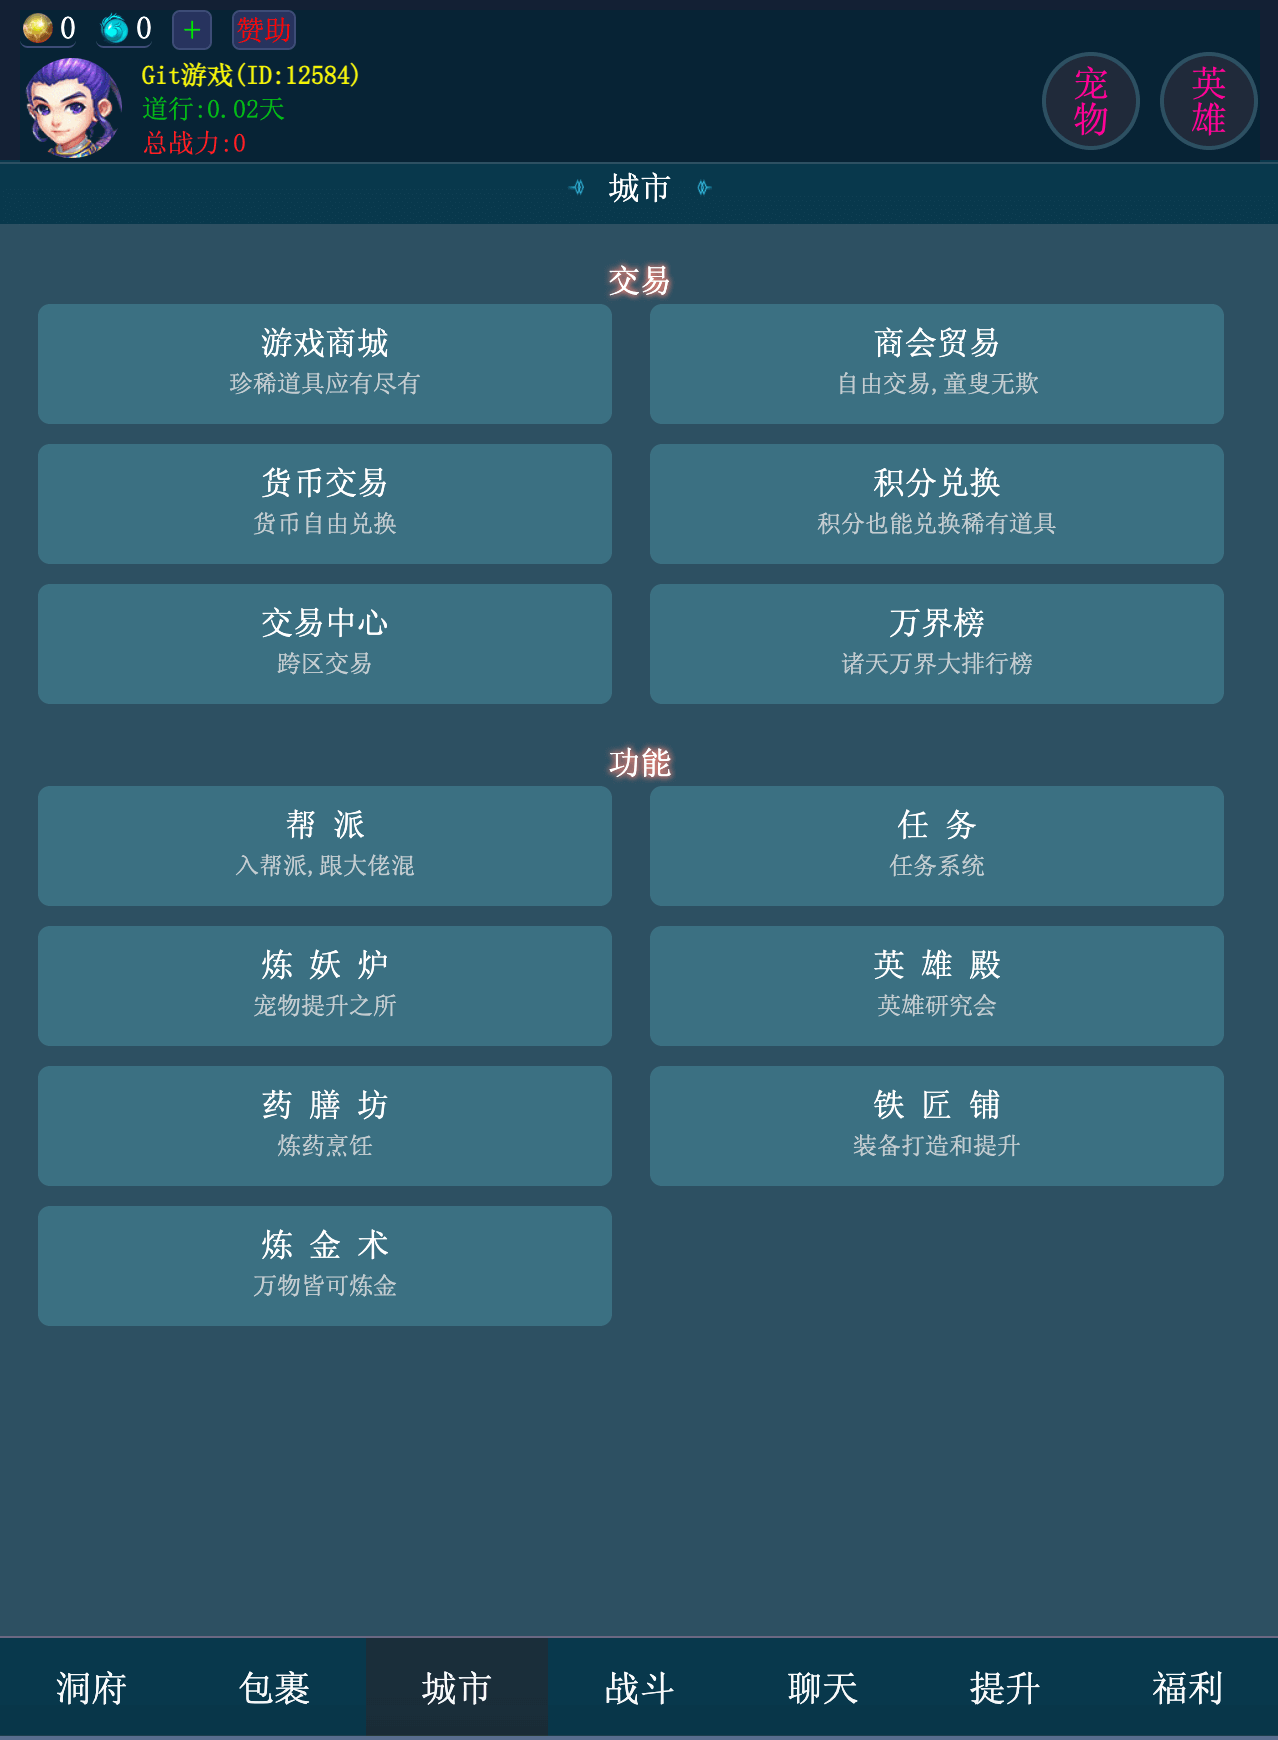 0 0 + 赞助
Git游戏(ID:12584)
道行:0.02天
总战力:0
宠物
英雄
城市
交易
游戏商城
珍稀道具应有尽有
商会贸易
自由交易,童叟无欺
货币交易
货币自由兑换
积分兑换
积分也能兑换稀有道具
交易中心
跨区交易
万界榜
诸天万界大排行榜
功能
帮 派
入帮派,跟大佬混
任 务
任务系统
炼 妖 炉
宠物提升之所
英 雄 殿
英雄研究会
药 膳 坊
炼药烹饪
铁 匠 铺
装备打造和提升
炼 金 术
万物皆可炼金
洞府 包裹 城市 战斗 聊天 提升 福利